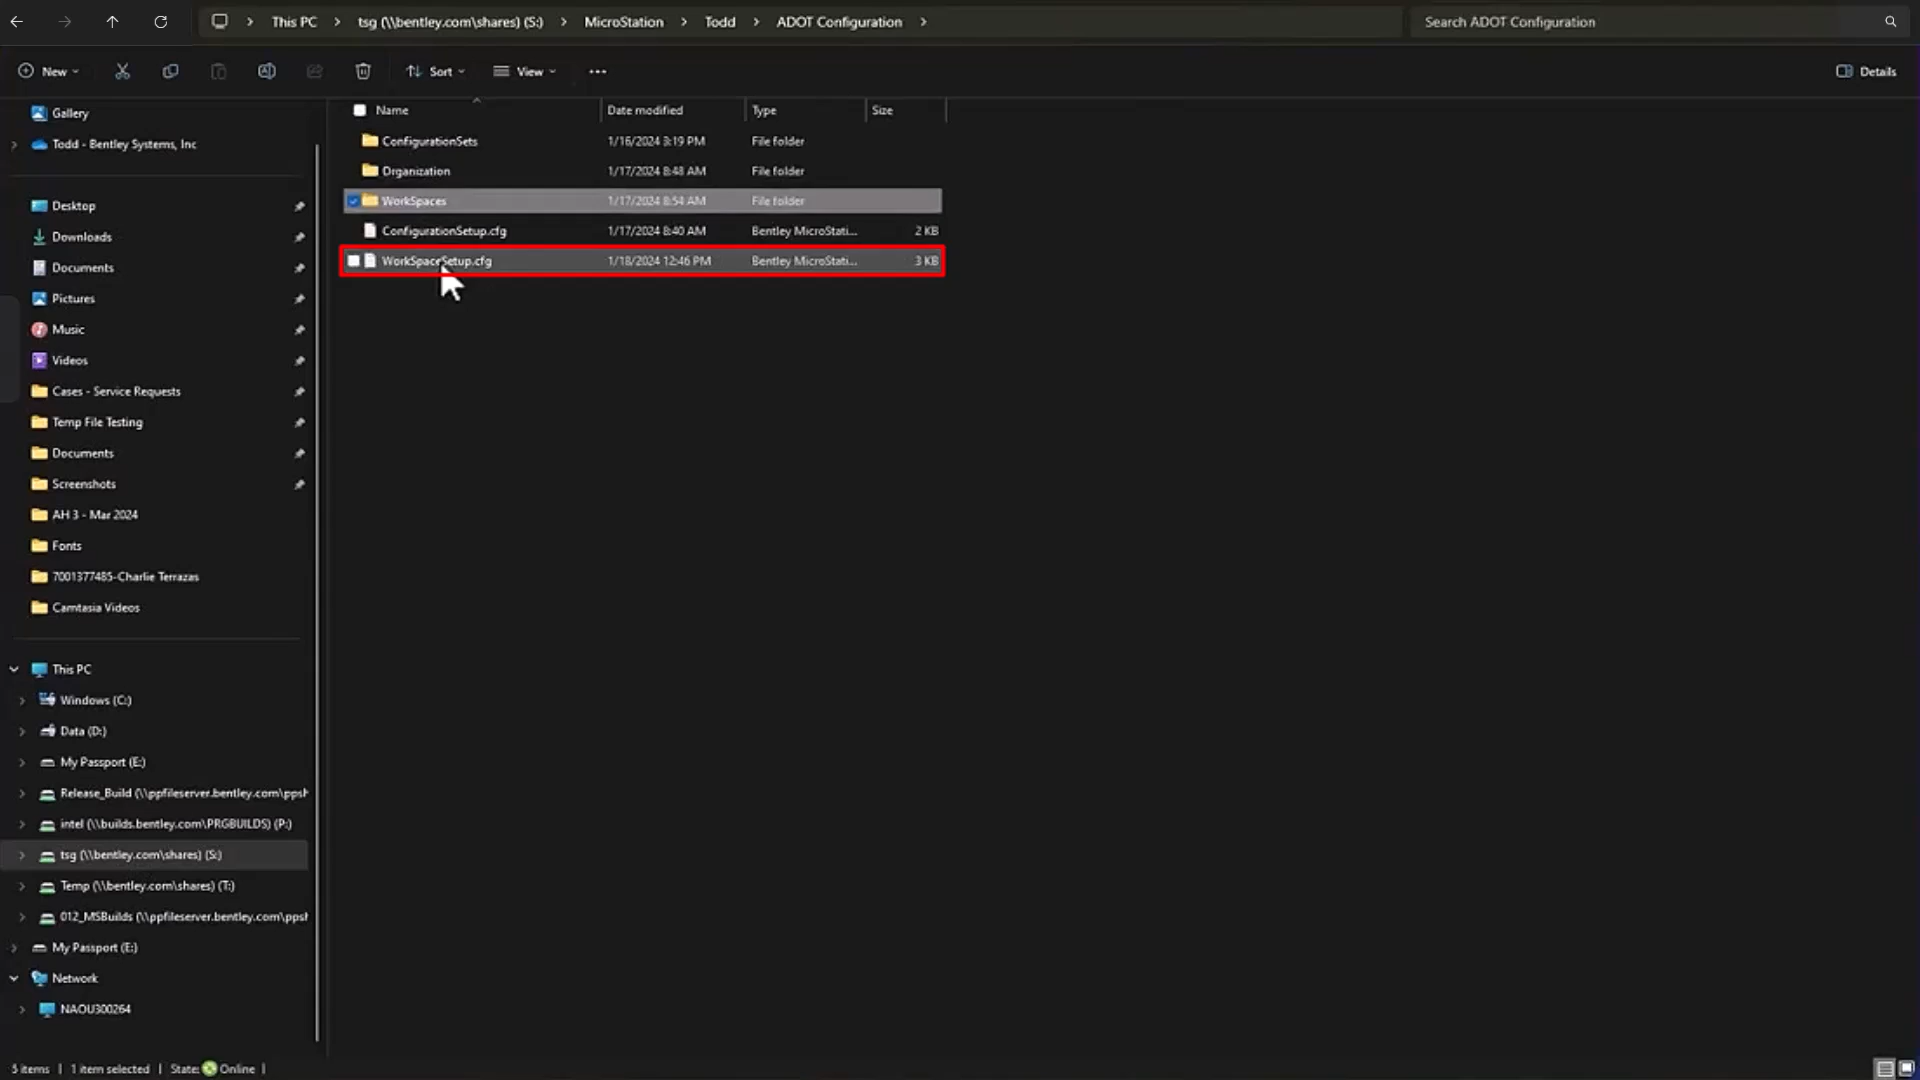 This PC > tsg (\\bentley.com\shares) (S:) > MicroStation > Todd > ADOT Configuration >
Search ADOT Configuration
New
Sort
View
Details
Gallery
Todd - Bentley Systems, Inc
Desktop
Downloads
Documents
Pictures
Music
Videos
Cases - Service Requests
Temp File Testing
Documents
Screenshots
AH 3 - Mar 2024
Fonts
7001377485-Charlie Terrazas
Camtasia Videos
This PC
Windows (C:)
Data (D:)
My Passport (E:)
Release_Build (\\ppfileserver.bentley.com\ppsh
intel (\\builds.bentley.com\PRGBUILDS) (P:)
tsg (\\bentley.com\shares) (S:)
Temp (\\bentley.com\shares) (T:)
012_MSBuilds (\\ppfileserver.bentley.com\ppsh
My Passport (E:)
Network
NAOU300264
Name Date modified Type Size
ConfigurationSets 1/16/2024 3:19 PM File folder
Organization 1/17/2024 8:48 AM File folder
WorkSpaces 1/17/2024 8:54 AM File folder
ConfigurationSetup.cfg 1/17/2024 8:40 AM Bentley MicroStati... 2 KB
WorkSpaceSetup.cfg 1/18/2024 12:46 PM Bentley MicroStati... 3 KB
5 items | 1 item selected | State: Online |